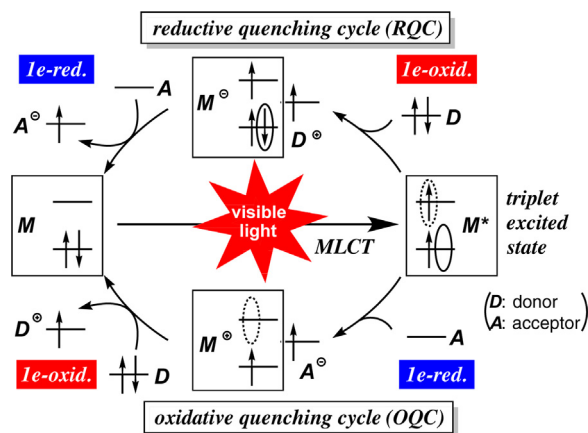 reductive quenching cycle (RQC)
1e-red.
A
M⊖
1e-oxid.
A⊖
D⊕
D
M
visible
light
MLCT
M*
triplet
excited
state
(D: donor
A: acceptor)
D⊕
M⊕
A⊖
A
1e-oxid.
D
1e-red.
oxidative quenching cycle (OQC)